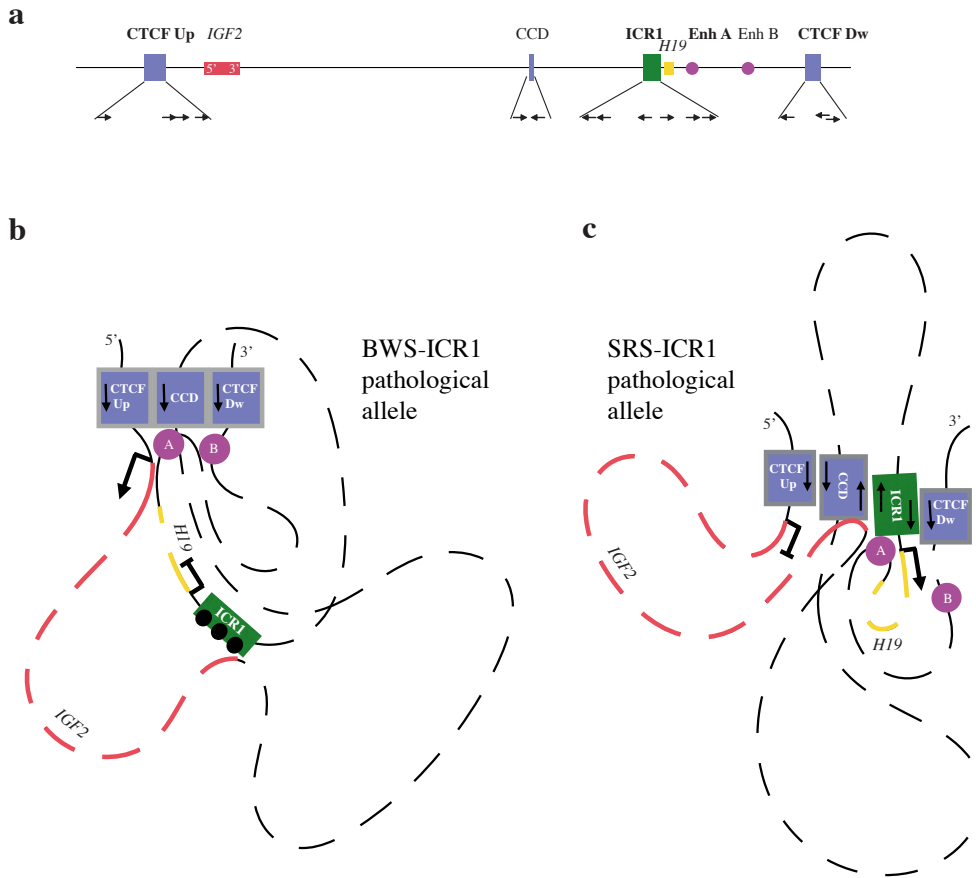 a
CTCF Up IGF2 CCD ICR1 Enh A Enh B CTCF Dw
H19
5’ 3’
b
5’
3’
CTCF
Up
CCD
CTCF
Dw
A
B
H19
ICR1
IGF2
BWS-ICR1
pathological
allele
c
SRS-ICR1
pathological
allele
5’
3’
CTCF
Up
CCD
ICR1
CTCF
Dw
A
B
IGF2
H19